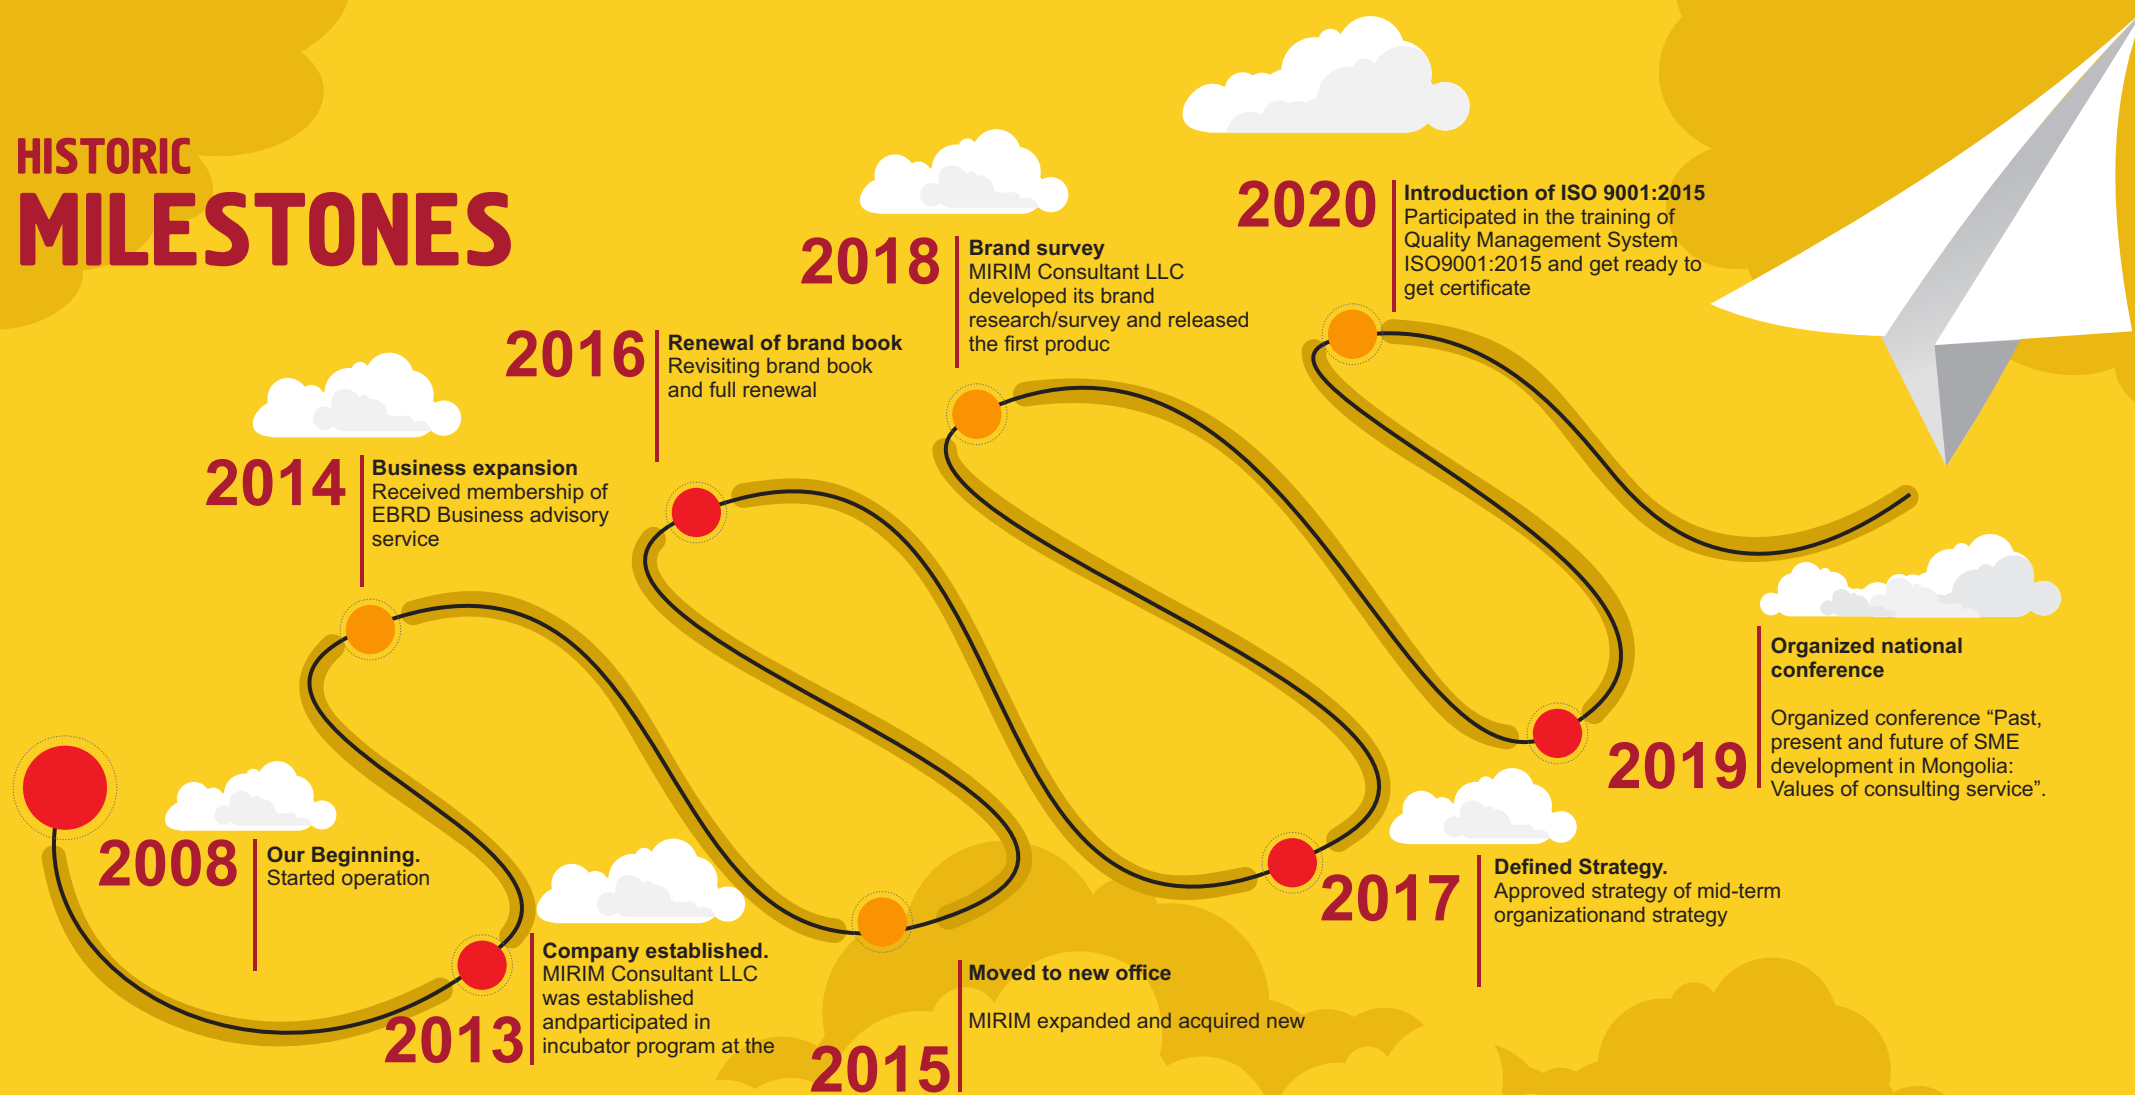 HISTORIC
MILESTONES
2008
Our Beginning.
Started operation
2013
Company established.
MIRIM Consultant LLC
was established
andparticipated in
incubator program at the
2014
Business expansion
Received membership of
EBRD Business advisory
service
2015
Moved to new office
MIRIM expanded and acquired new
2016
Renewal of brand book
Revisiting brand book
and full renewal
2017
Defined Strategy.
Approved strategy of mid-term
organizationand strategy
2018
Brand survey
MIRIM Consultant LLC
developed its brand
research/survey and released
the first produc
2019
Organized national
conference
Organized conference “Past,
present and future of SME
development in Mongolia:
Values of consulting service”.
2020
Introduction of ISO 9001:2015
Participated in the training of
Quality Management System
ISO9001:2015 and get ready to
get certificate